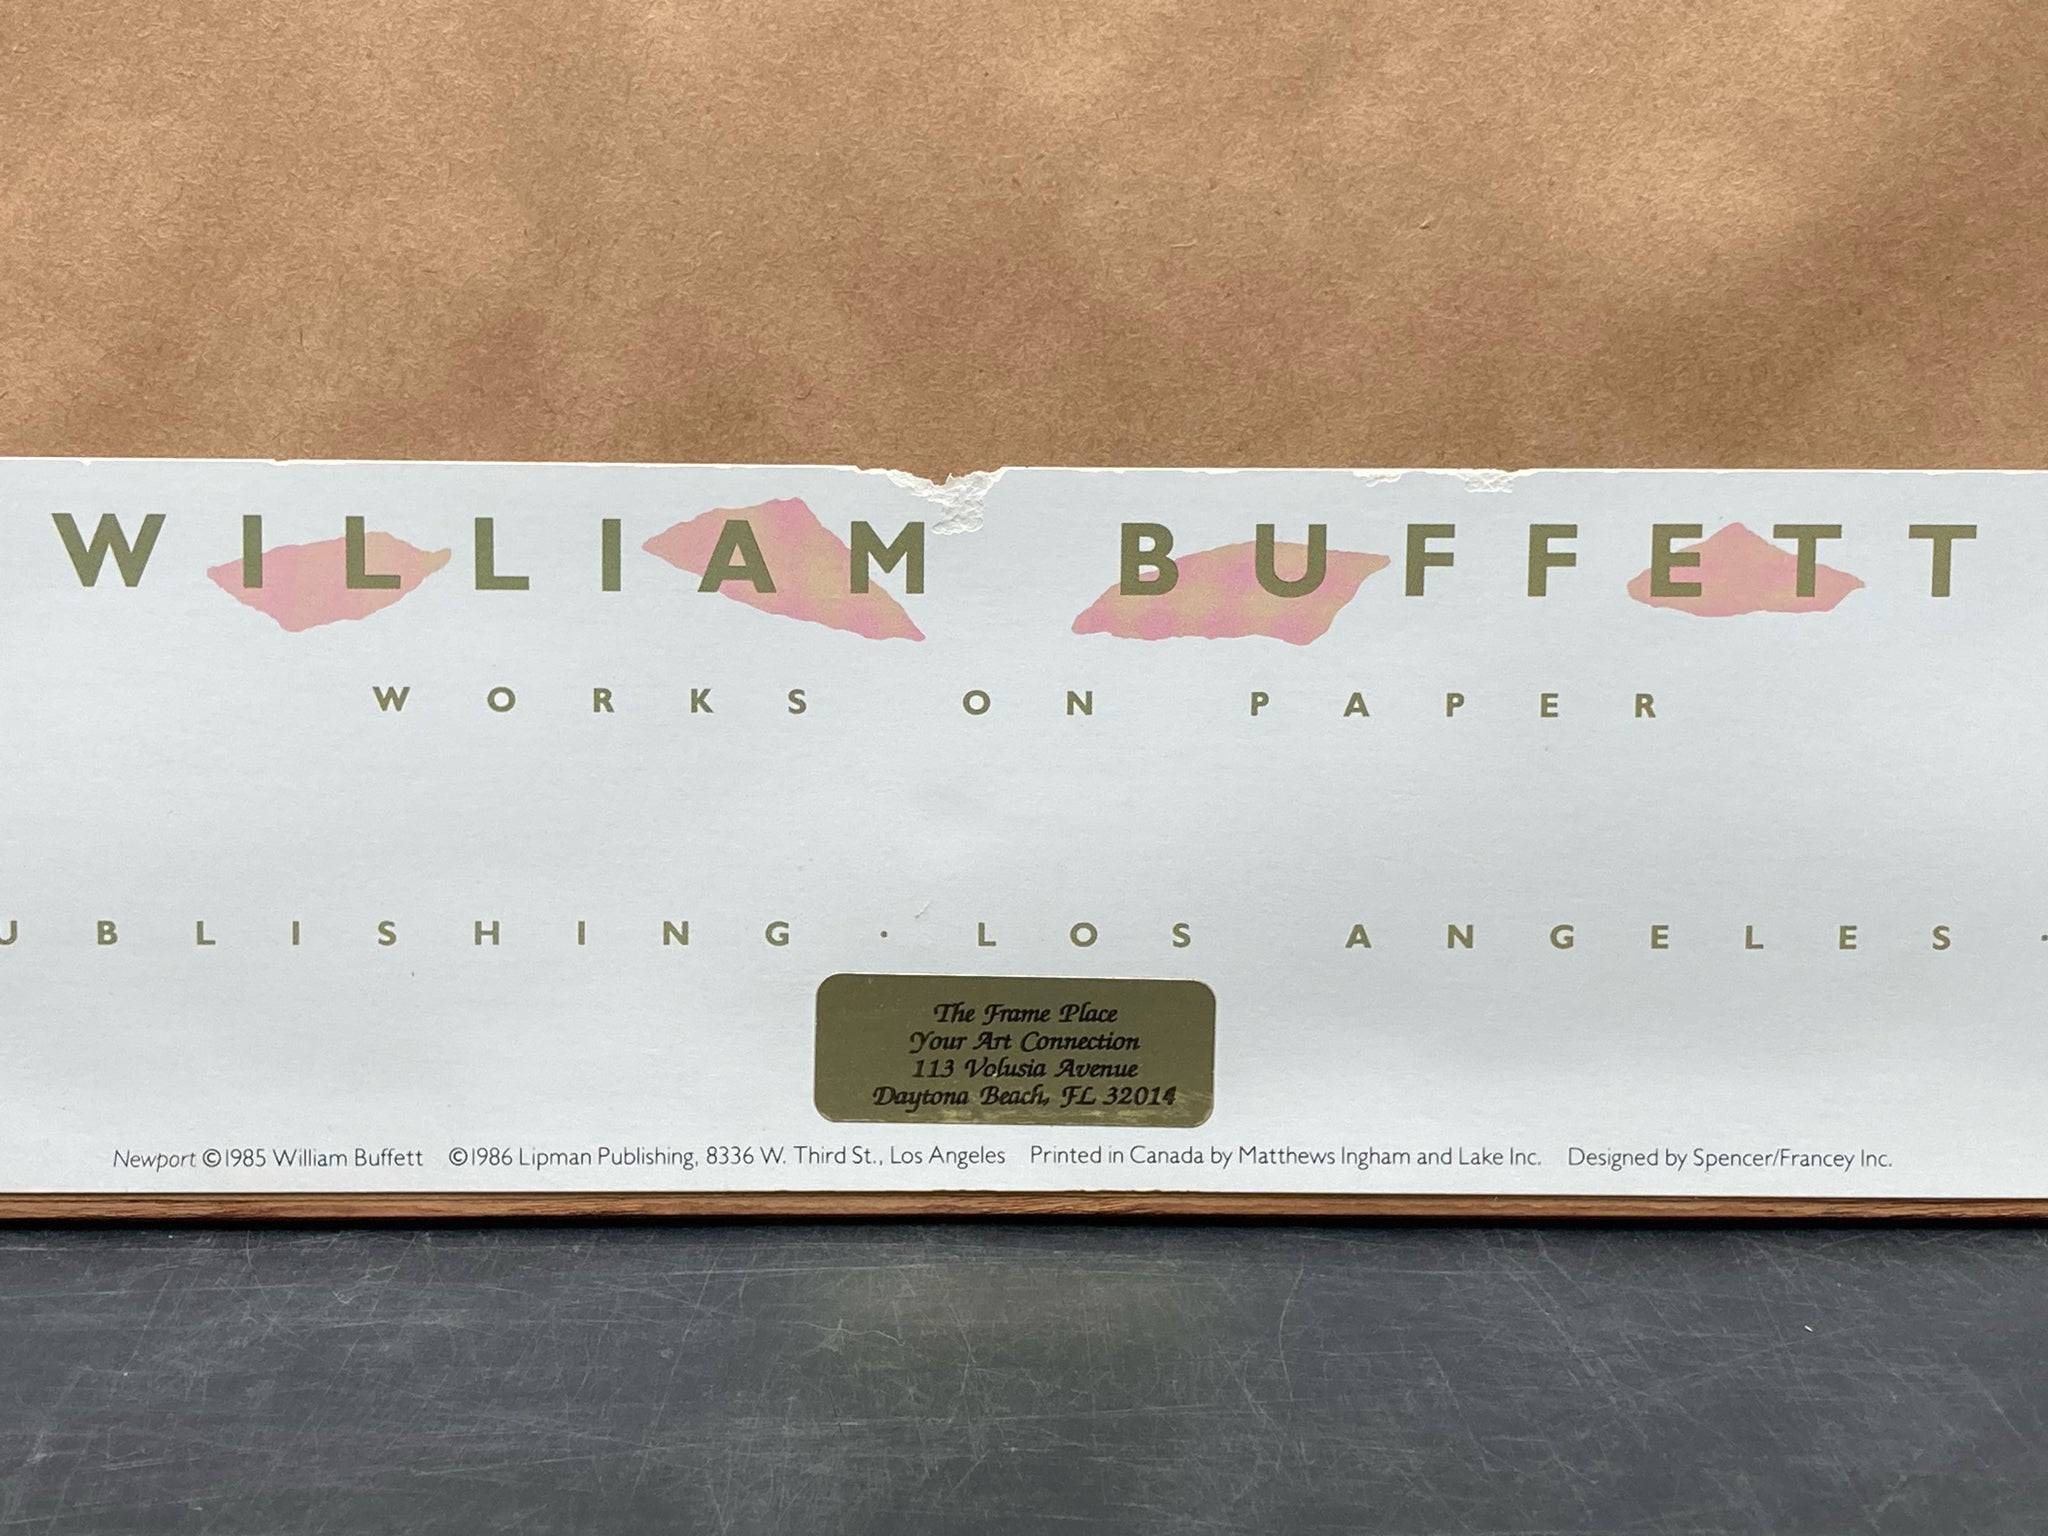 WILLIAM BUFFETT
WORKS ON PAPER
UBLISHING · LOS ANGELES ·
The Frame Place
Your Art Connection
113 Volusia Avenue
Daytona Beach, FL 32014
Newport ©1985 William Buffett ©1986 Lipman Publishing, 8336 W. Third St., Los Angeles Printed in Canada by Matthews Ingham and Lake Inc. Designed by Spencer/Francey Inc.